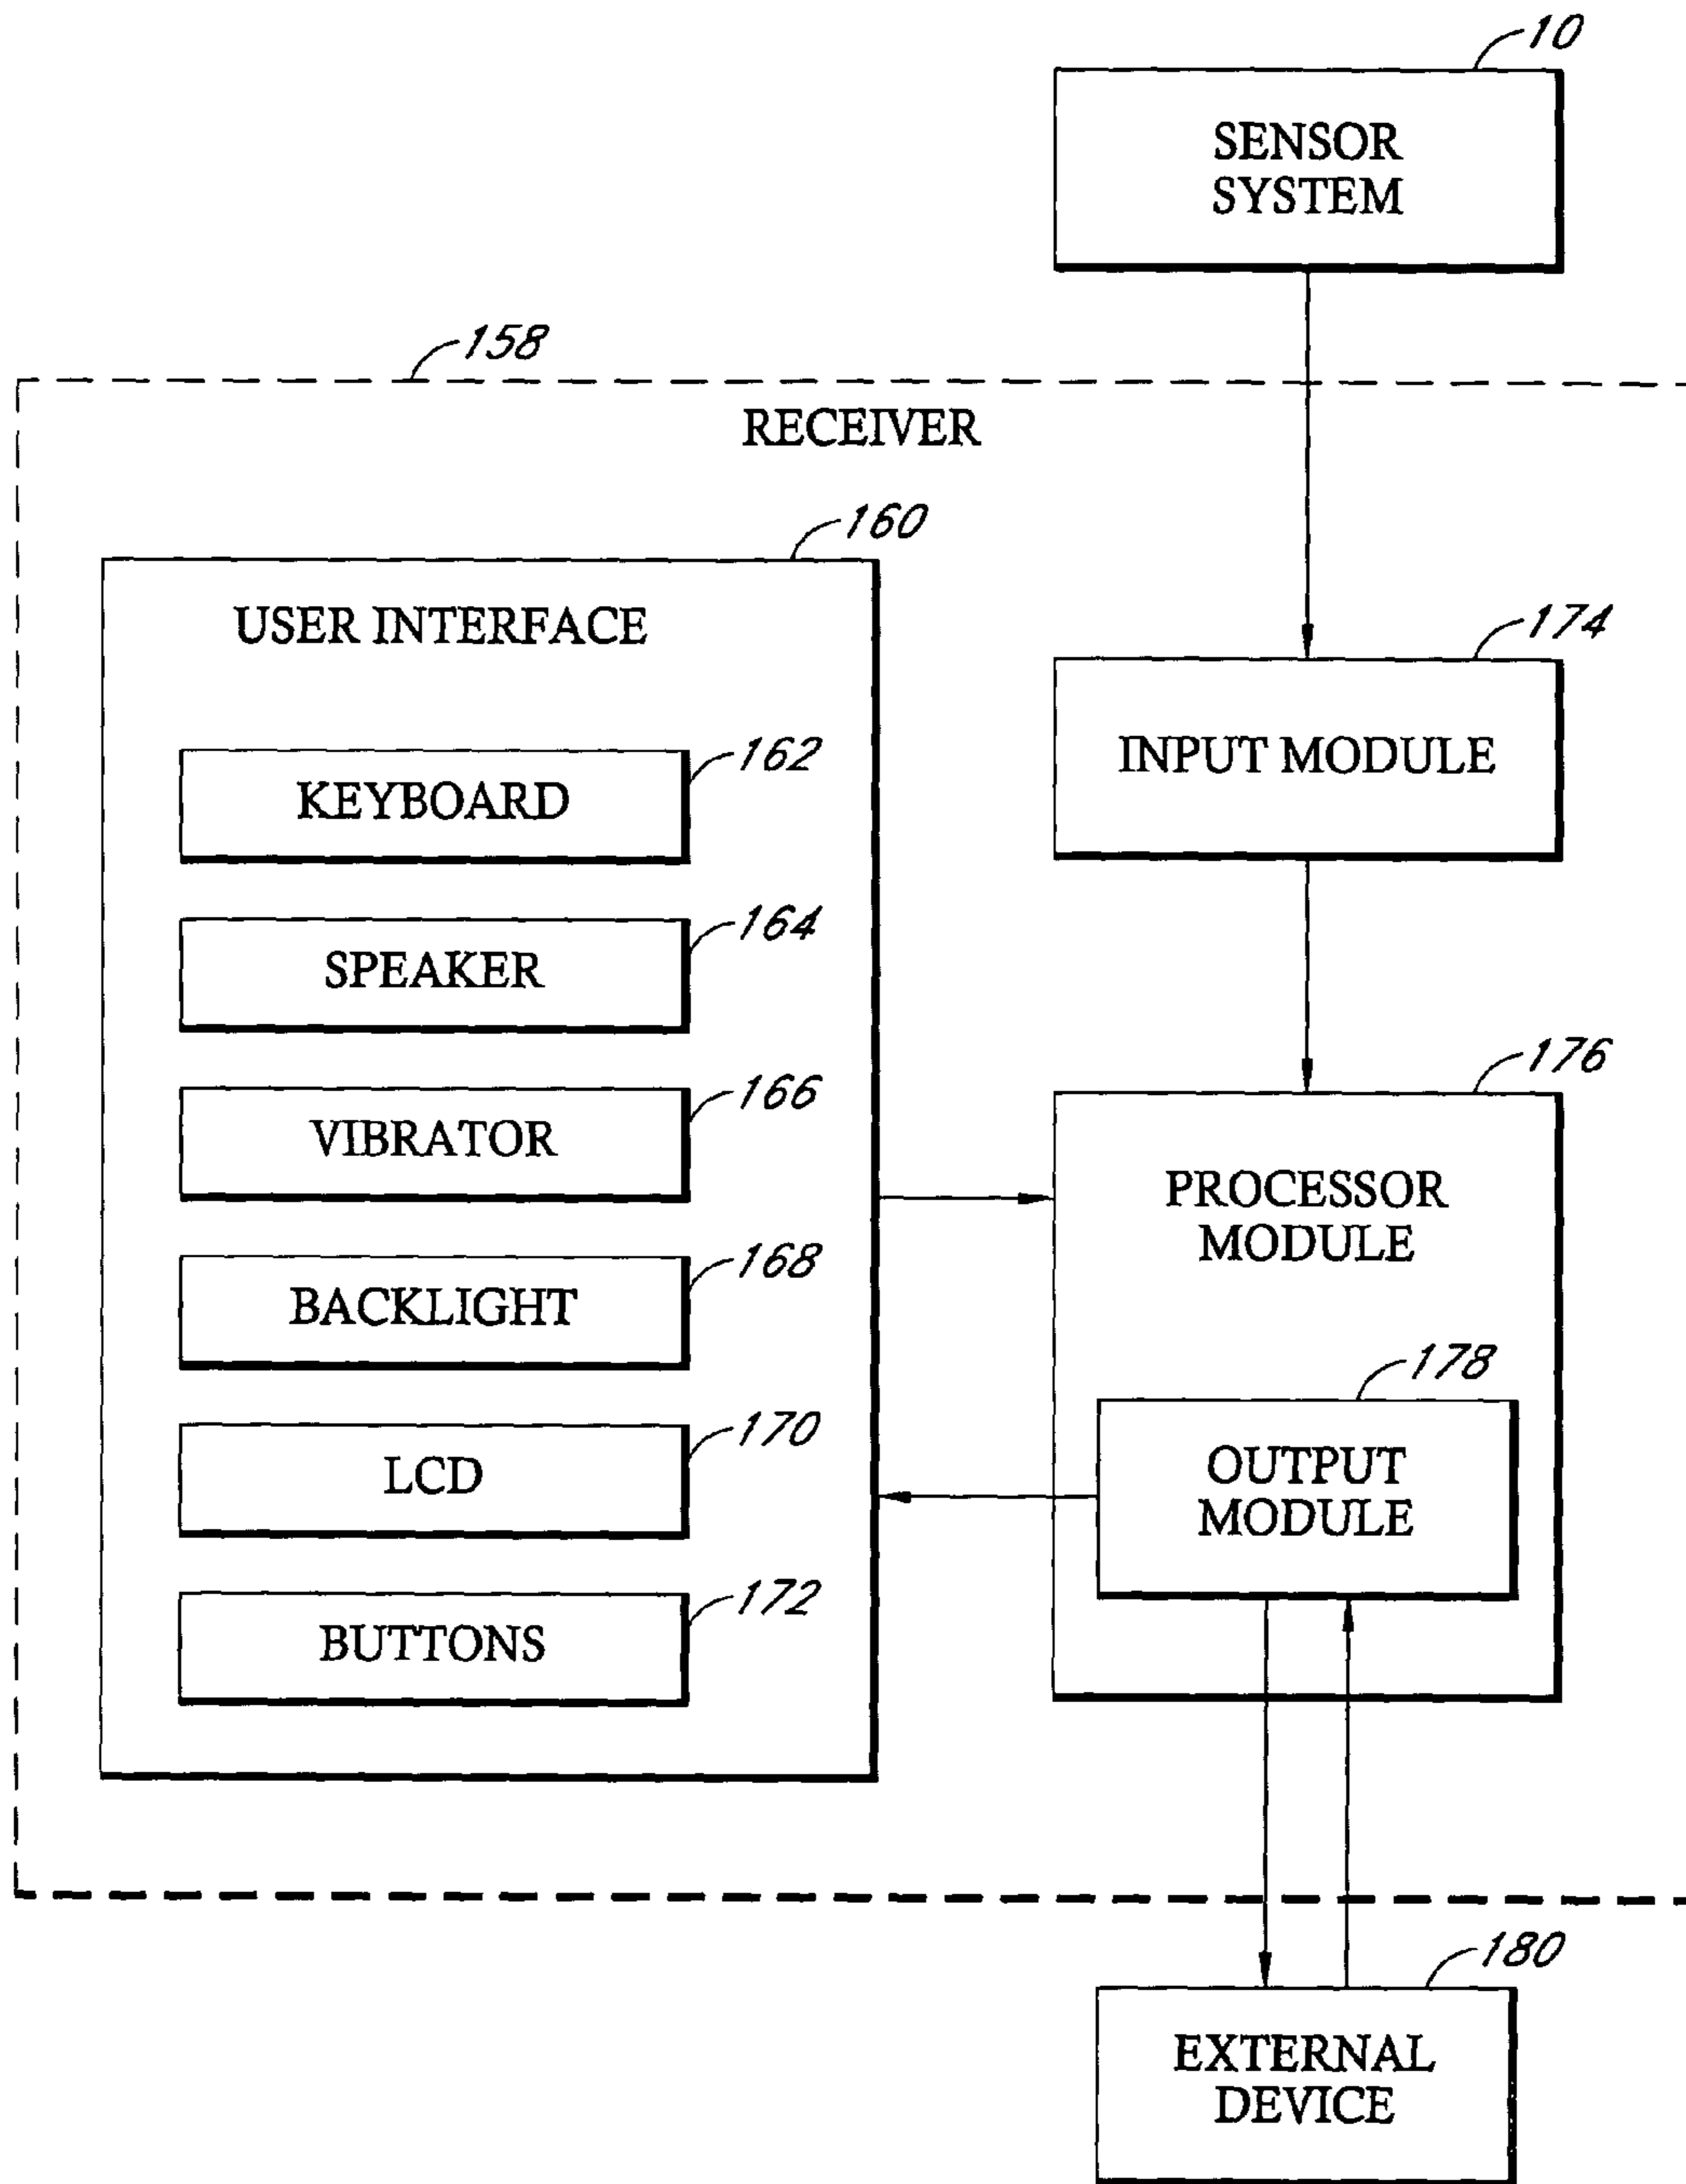 10
SENSOR
SYSTEM
158
RECEIVER
160
USER INTERFACE
174
INPUT MODULE
162
KEYBOARD
164
SPEAKER
166
VIBRATOR
176
PROCESSOR
MODULE
168
BACKLIGHT
178
OUTPUT
MODULE
170
LCD
172
BUTTONS
180
EXTERNAL
DEVICE